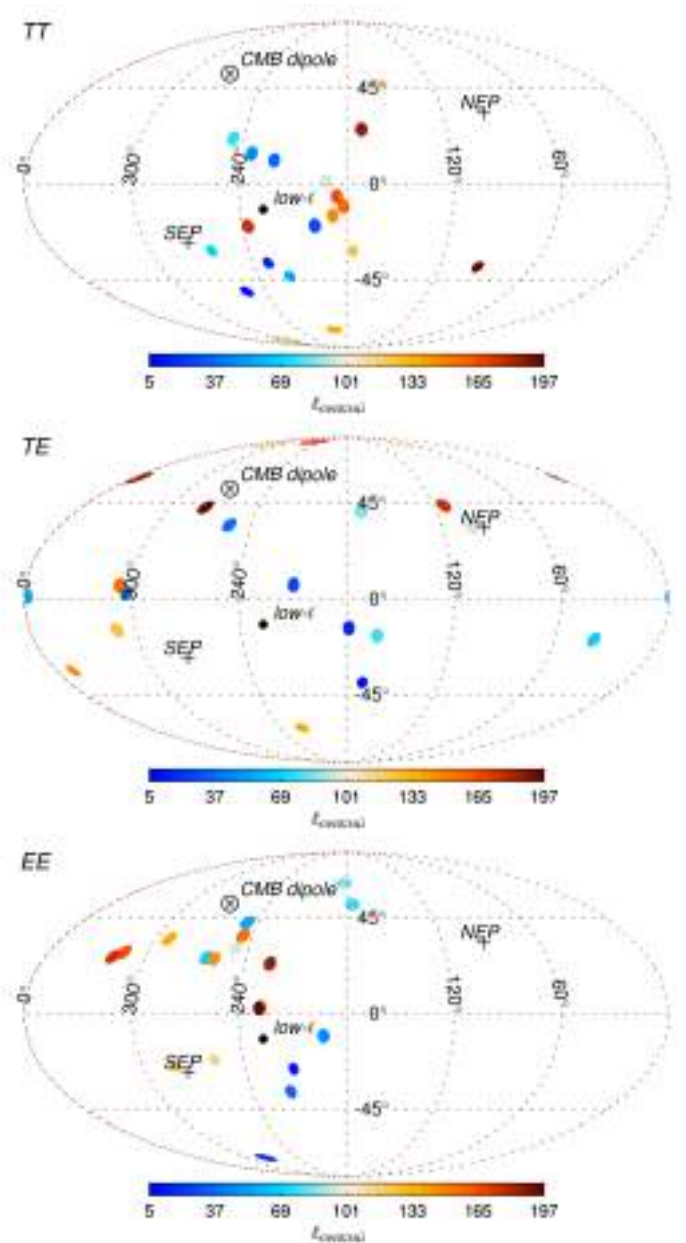 TT
CMB dipole
45°
NEP
0°
300°
240°
0°
120°
60°
low-ℓ
SEP
-45°
5 37 69 101 133 165 197
ℓcentral
TE
CMB dipole
45°
NEP
0°
300°
240°
0°
120°
60°
low-ℓ
SEP
-45°
5 37 69 101 133 165 197
ℓcentral
EE
CMB dipole
45°
NEP
0°
300°
240°
0°
120°
60°
low-ℓ
SEP
-45°
5 37 69 101 133 165 197
ℓcentral